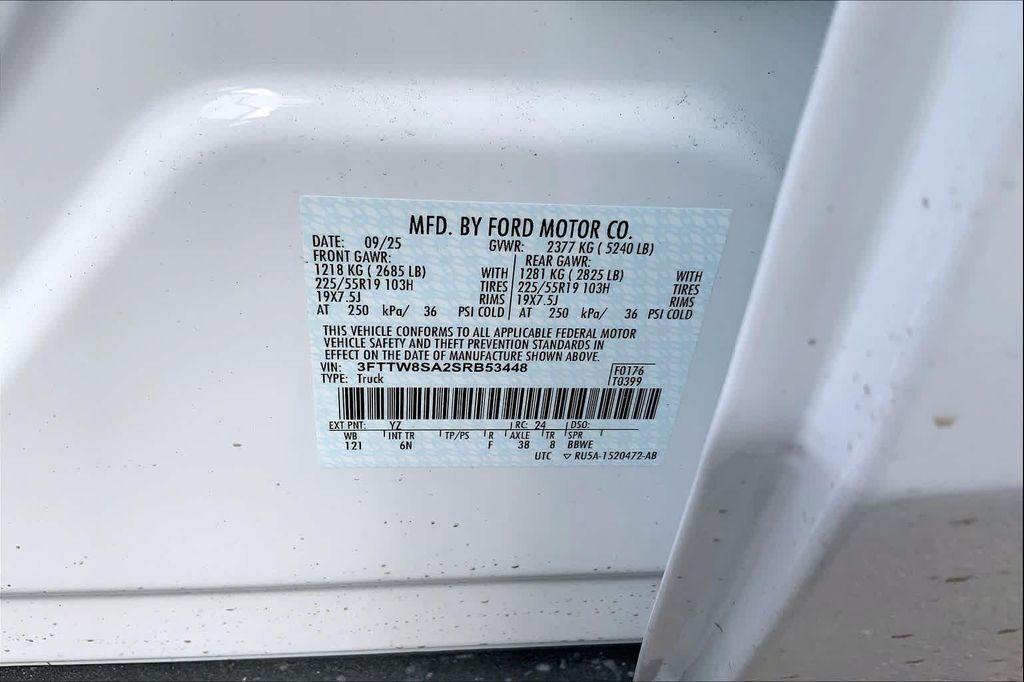 MFD. BY FORD MOTOR CO.
DATE: 09/25 GVWR: 2377 KG ( 5240 LB)
FRONT GAWR: REAR GAWR:
1218 KG ( 2685 LB) WITH 1281 KG ( 2825 LB) WITH
225/55R19 103H TIRES 225/55R19 103H TIRES
19X7.5J RIMS 19X7.5J RIMS
AT 250 kPa/ 36 PSI COLD AT 250 kPa/ 36 PSI COLD
THIS VEHICLE CONFORMS TO ALL APPLICABLE FEDERAL MOTOR
VEHICLE SAFETY AND THEFT PREVENTION STANDARDS IN
EFFECT ON THE DATE OF MANUFACTURE SHOWN ABOVE.
VIN: 3FTTW8SA2SRB53448 F0176
TYPE: Truck T0399
EXT PNT: YZ RC: 24 DSO:
WB INT TR TP/PS R AXLE TR SPR
121 6N F 38 8 BBWE
UTC ▽ RU5A-1520472-AB